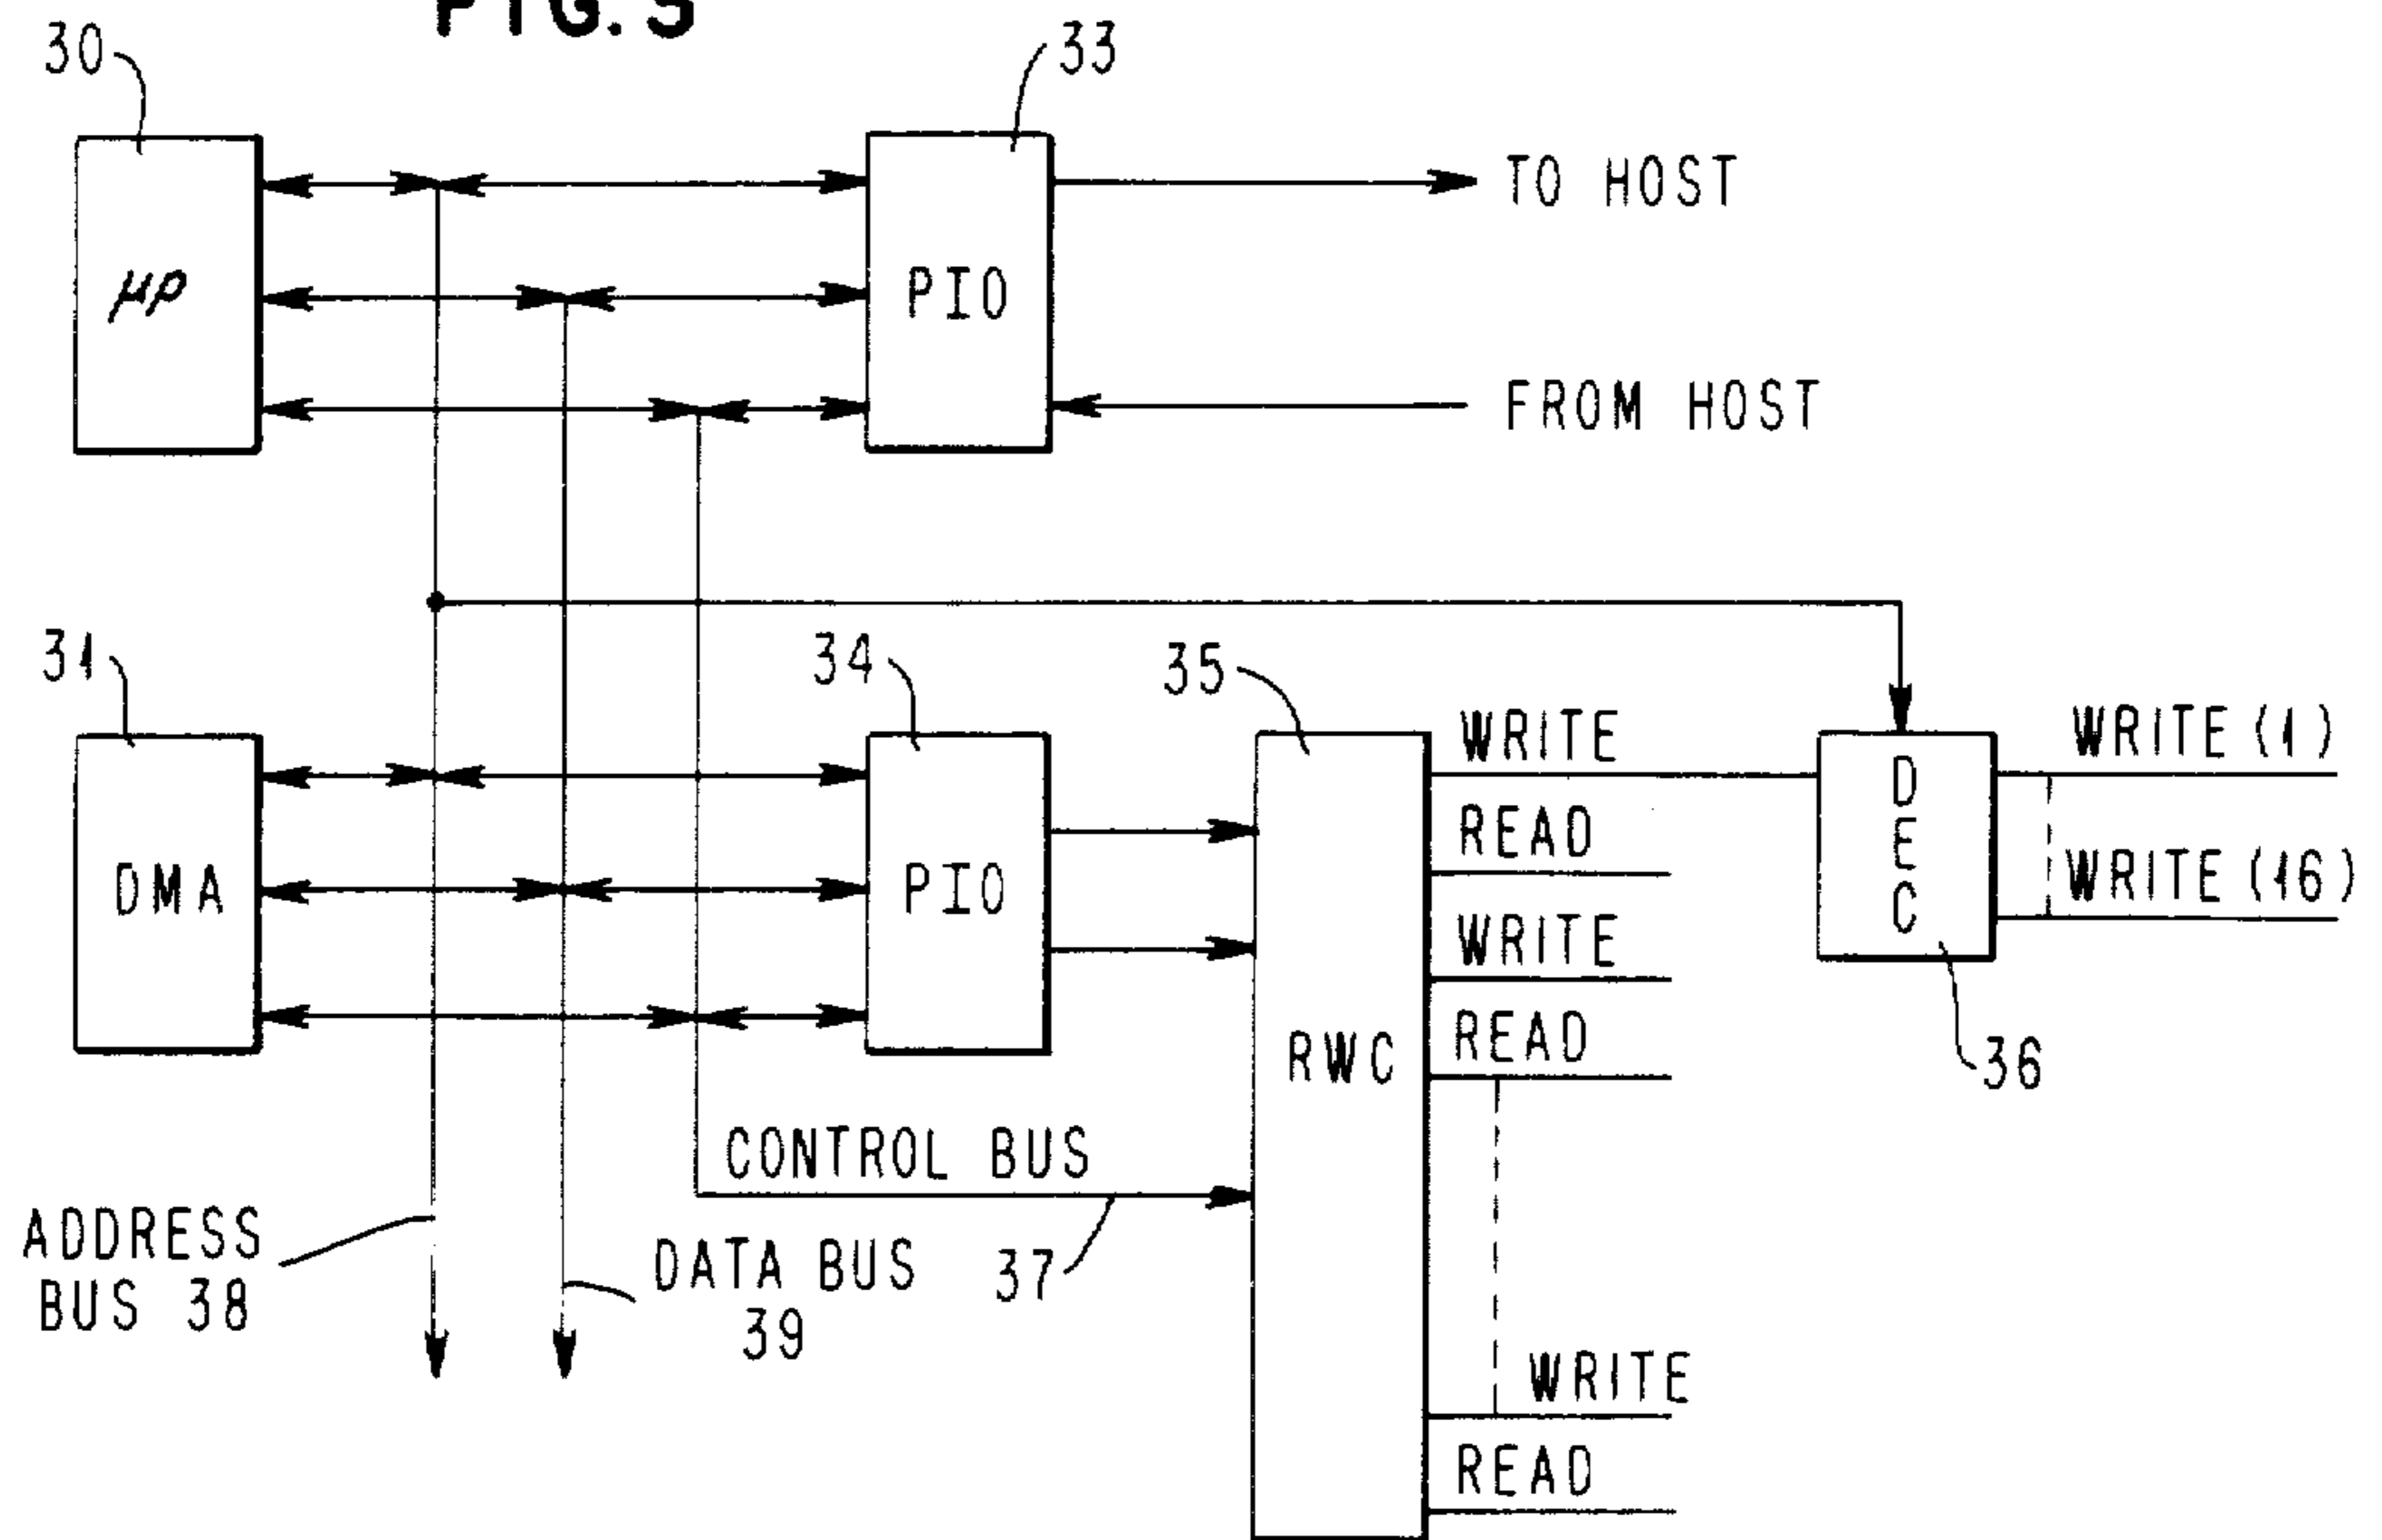 FIG.
30
33
μP
PIO
TO HOST
FROM HOST
31
34
35
DMA
PIO
RWC
WRITE
READ
WRITE
READ
WRITE
READ
DEC
WRITE (1)
WRITE (16)
36
CONTROL BUS
37
ADDRESS
BUS 38
DATA BUS
39